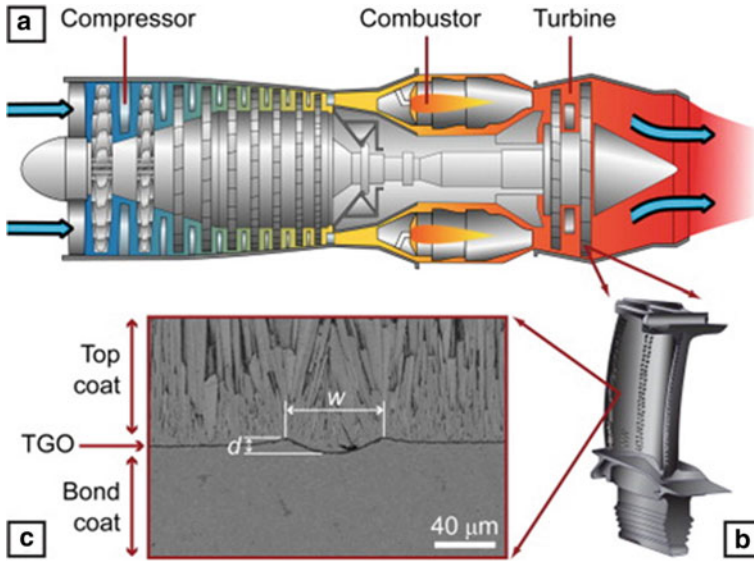 a
Compressor
Combustor
Turbine
Top
coat
TGO
Bond
coat
w
d
40 μm
c
b